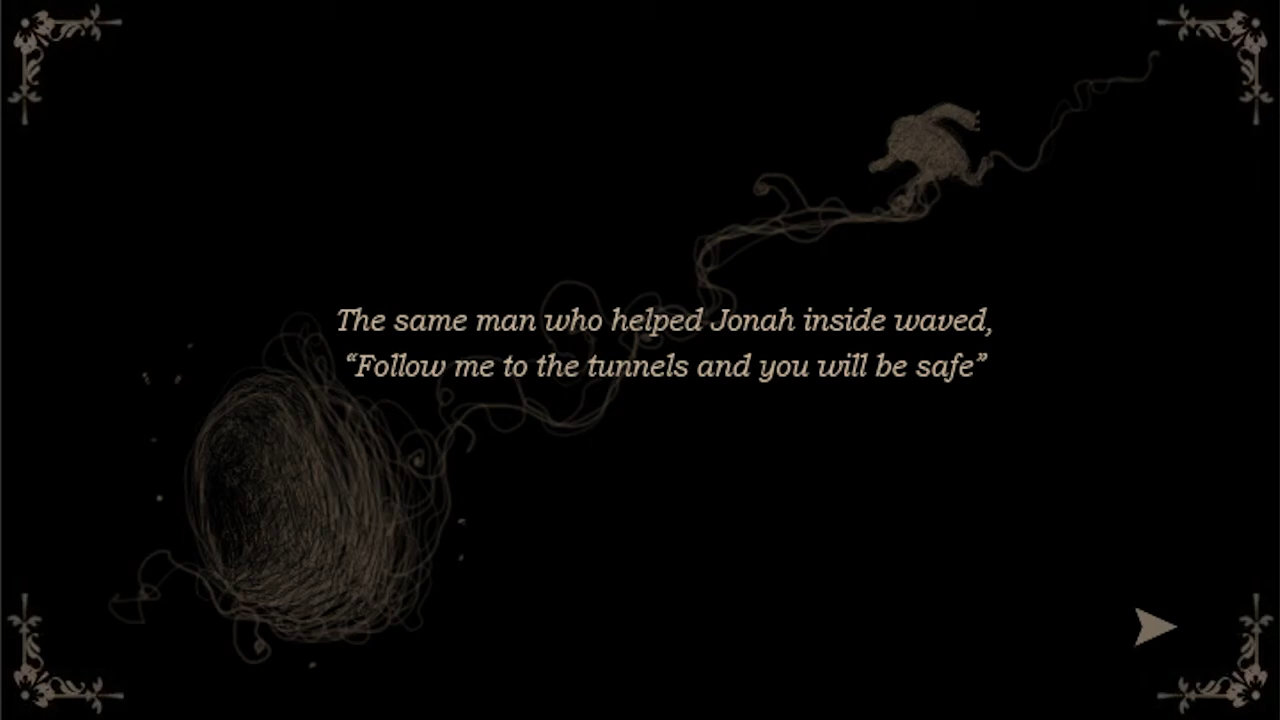 The same man who helped Jonah inside waved,
“Follow me to the tunnels and you will be safe”